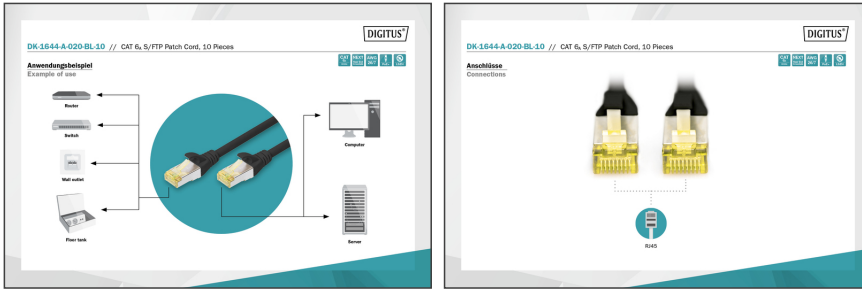 DIGITUS®
DK-1644-A-020-BL-10 // CAT 6A S/FTP Patch Cord, 10 Pieces
Anwendungsbeispiel
Example of use
Router
Switch
Wall outlet
Floor tank
Computer
Server
DIGITUS®
DK-1644-A-020-BL-10 // CAT 6A S/FTP Patch Cord, 10 Pieces
Anschlüsse
Connections
RJ45